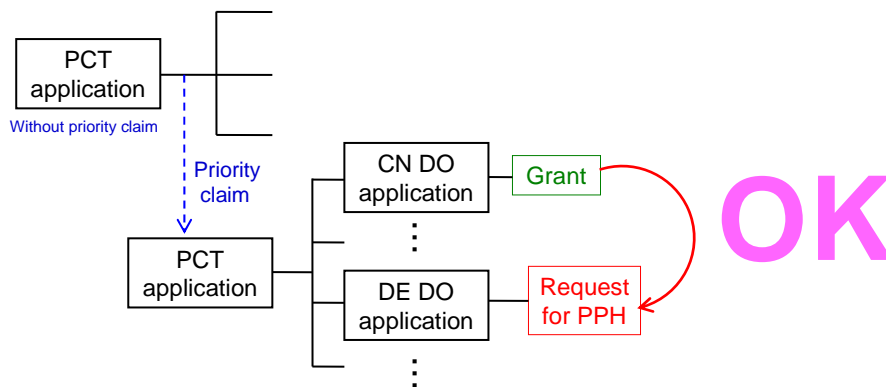 PCT
application
Without priority claim
Priority
claim
CN DO
application
Grant
OK
PCT
application
DE DO
application
Request
for PPH